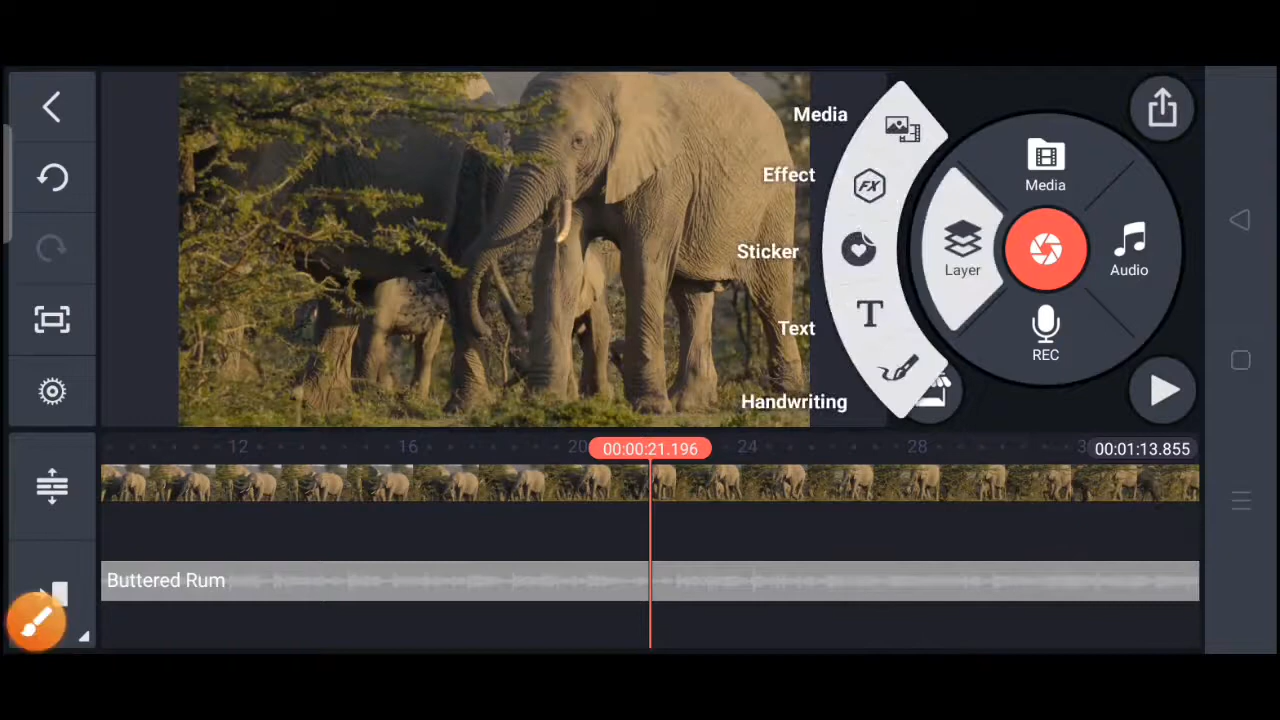 Media
Effect
FX
Sticker
T
Text
Handwriting
Media
Layer
Audio
REC
12
16
20
00:00:21.196
24
28
00:01:13.855
Buttered Rum